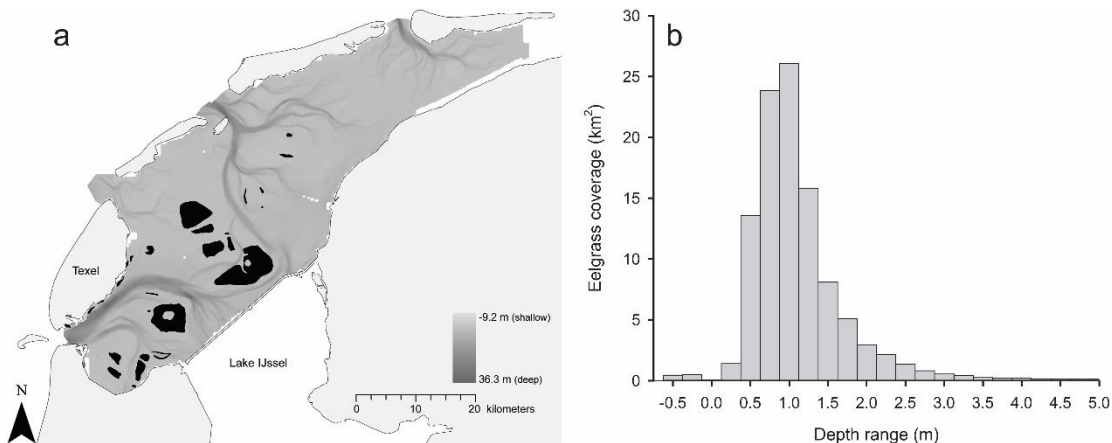 a
Texel
Lake IJssel
-9.2 m (shallow)
36.3 m (deep)
N
0 10 20 kilometers
b
Eelgrass coverage (km²)
30
25
20
15
10
5
0
-0.5 0.0 0.5 1.0 1.5 2.0 2.5 3.0 3.5 4.0 4.5 5.0
Depth range (m)